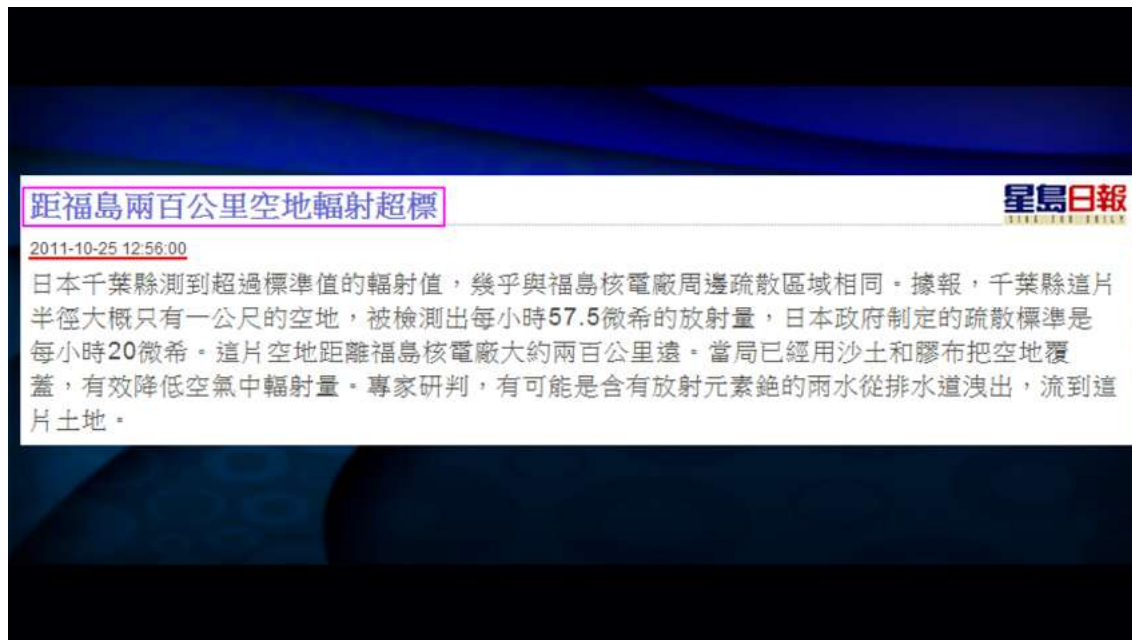 距福島兩百公里空地輻射超標
星島日報
SING TAO DAILY
2011-10-25 12:56:00
日本千葉縣測到超過標準值的輻射值，幾乎與福島核電廠周邊疏散區域相同。據報，千葉縣這片
半徑大概只有一公尺的空地，被檢測出每小時57.5微希的放射量，日本政府制定的疏散標準是
每小時20微希。這片空地距離福島核電廠大約兩百公里遠。當局已經用沙土和膠布把空地覆
蓋，有效降低空氣中輻射量。專家研判，有可能是含有放射元素銫的雨水從排水道洩出，流到這
片土地。